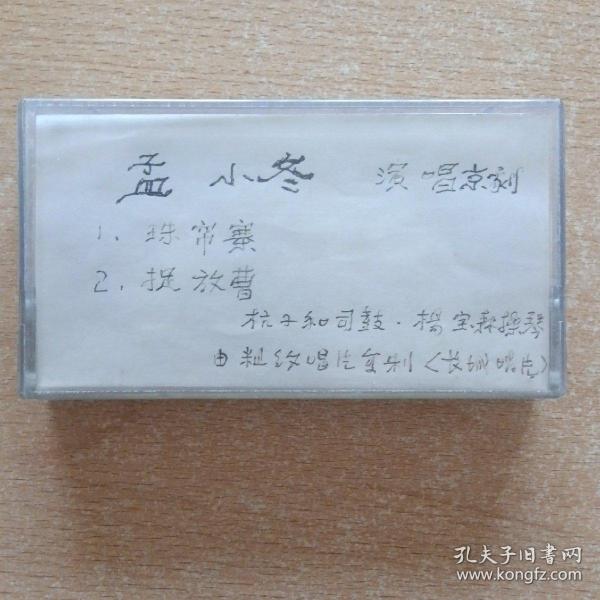 孟小冬 演唱京剧
1、珠帘寨
2、捉放曹
杭子和司鼓·楊宝森操琴
由粗纹唱片复制〈长城唱片〉
孔夫子旧書网
www.kongfz.com